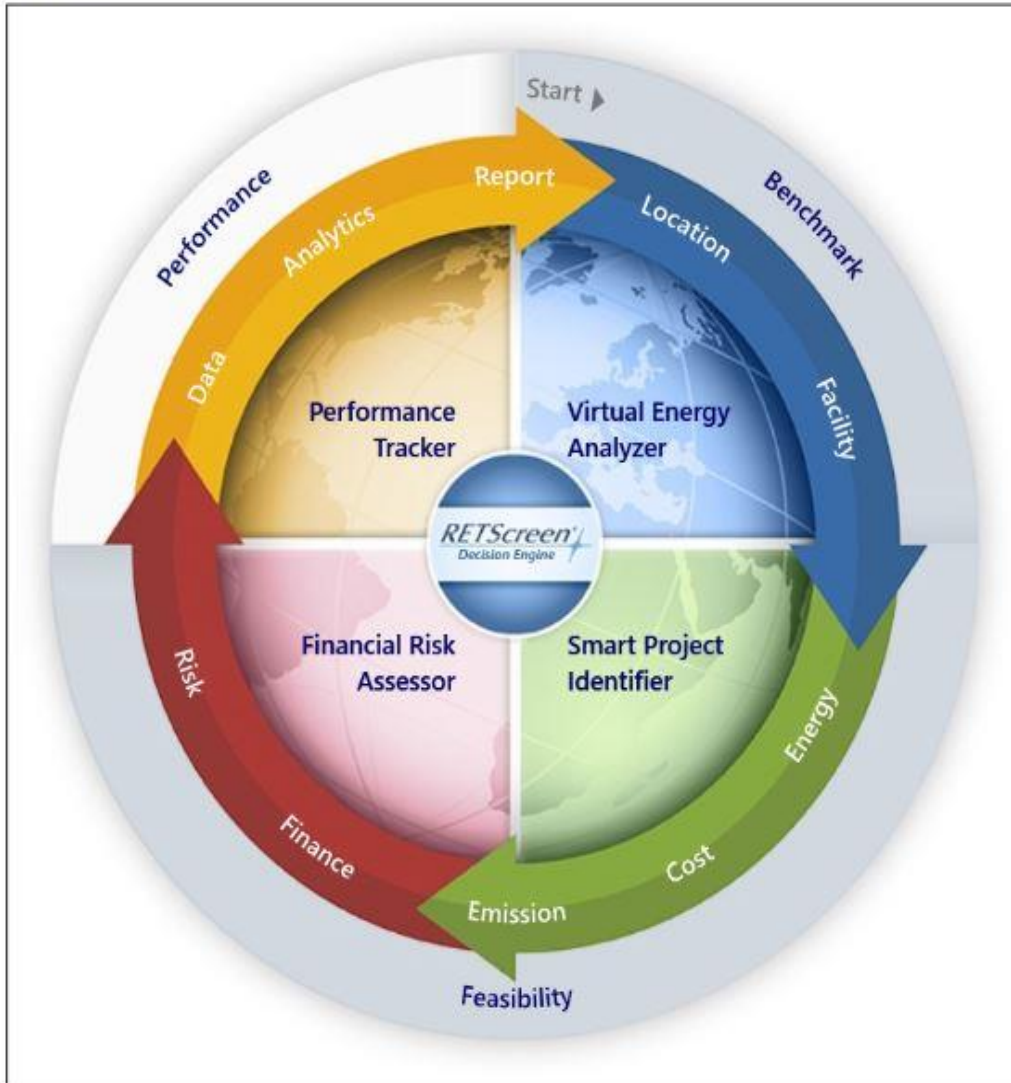 Start
Benchmark
Location
Facility
Virtual Energy
Analyzer
Energy
Cost
Emission
Smart Project
Identifier
Feasibility
Finance
Risk
Financial Risk
Assessor
Performance
Data
Analytics
Report
Performance
Tracker
RETScreen®
Decision Engine